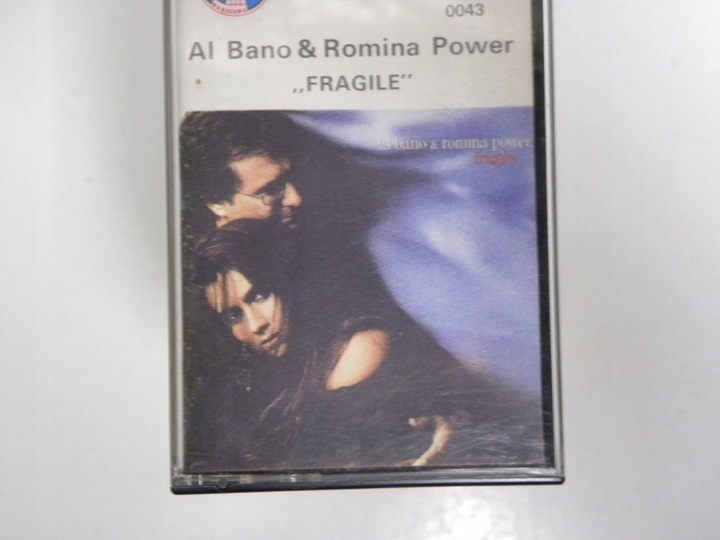 0043
Al Bano & Romina Power
„FRAGILE”
al bano & romina power
fragile